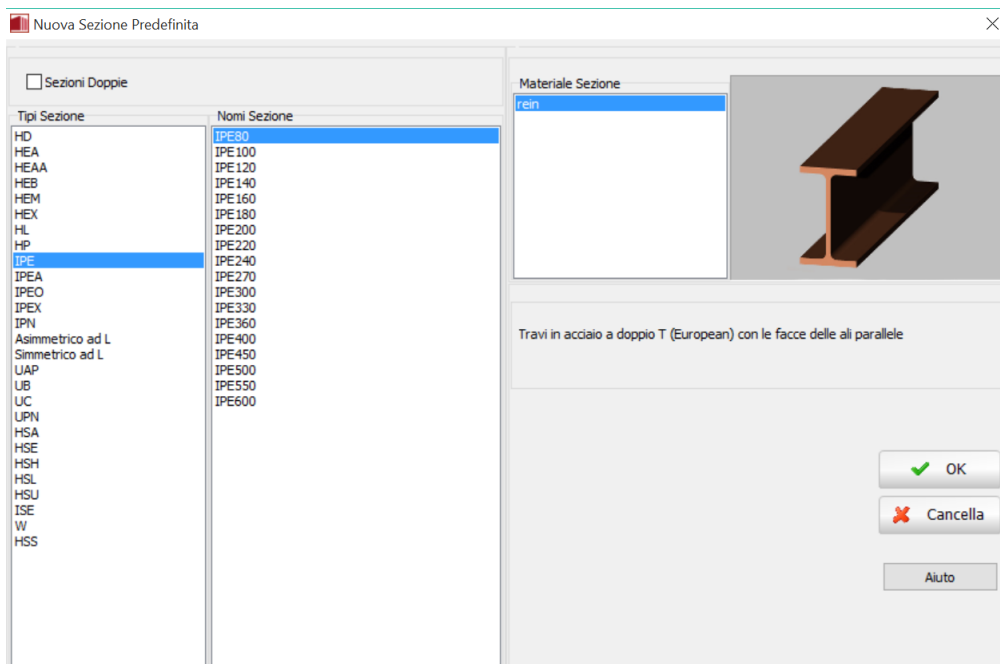 Nuova Sezione Predefinita
Sezioni Doppie
Tipi Sezione
HD
HEA
HEAA
HEB
HEM
HEX
HL
HP
IPE
IPEA
IPEO
IPEX
IPN
Asimmetrico ad L
Simmetrico ad L
UAP
UB
UC
UPN
HSA
HSE
HSH
HSL
HSU
ISE
W
HSS
Nomi Sezione
IPE80
IPE100
IPE120
IPE140
IPE160
IPE180
IPE200
IPE220
IPE240
IPE270
IPE300
IPE330
IPE360
IPE400
IPE450
IPE500
IPE550
IPE600
Materiale Sezione
rein
Travi in acciaio a doppio T (European) con le facce delle ali parallele
OK
Cancella
Aiuto